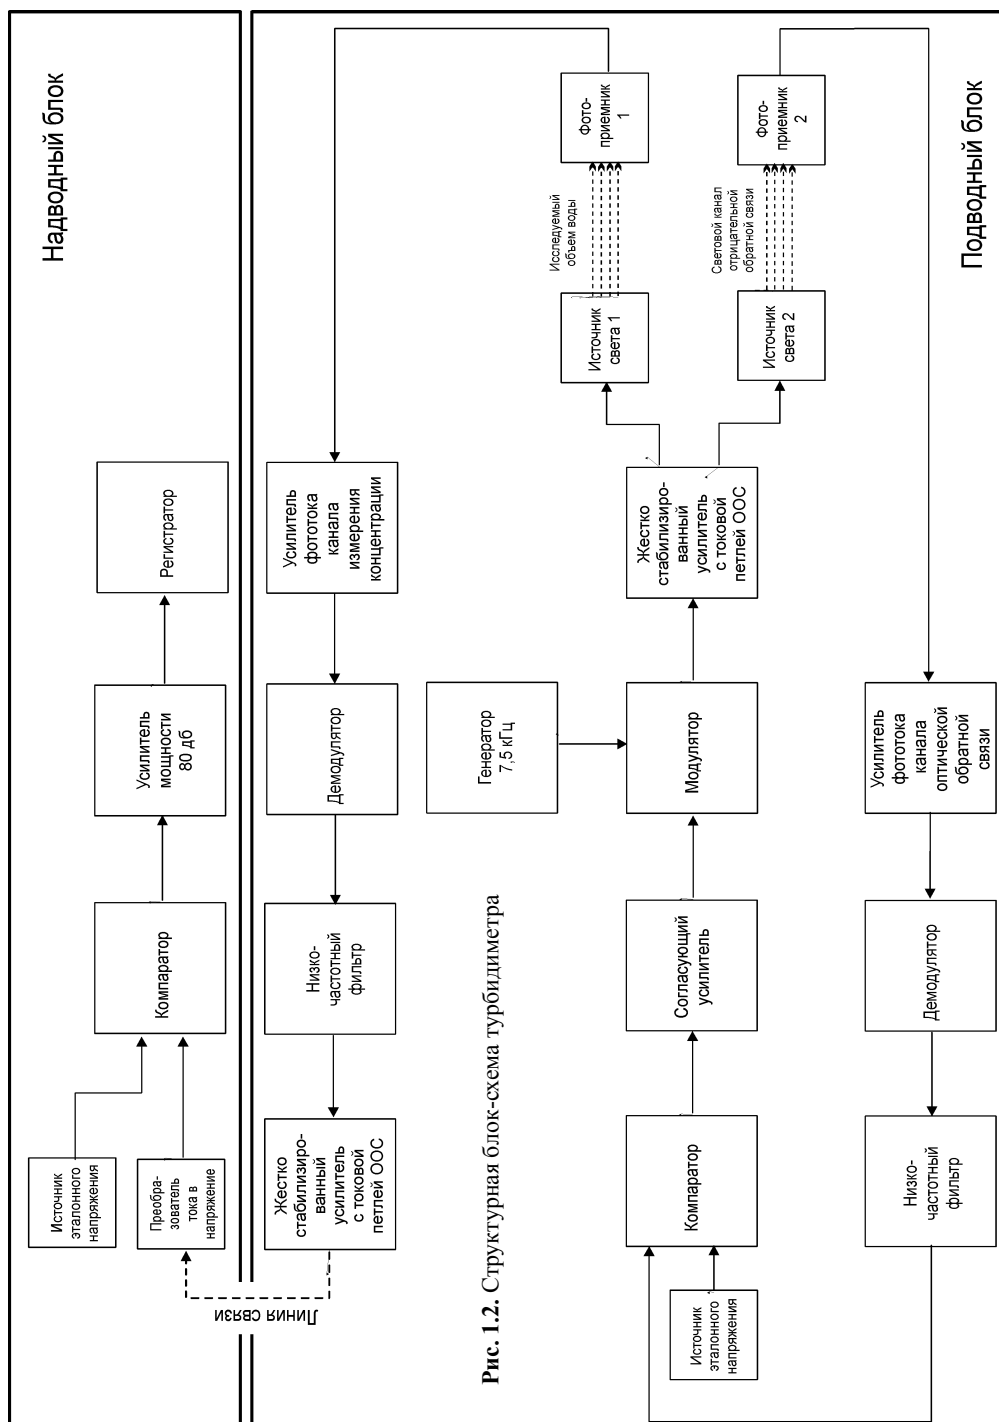 Надводный блок
Регистратор
Усилитель
мощности
80 дб
Компаратор
Источник
эталонного
напряжения
Преобра-
зователь
тока в
напряжение
Линия связи
Подводный блок
Фото-
приемник
1
Фото-
приемник
2
Исследуемый
объем воды
Световой канал
отрицательной
обратной связи
Источник
света 1
Источник
света 2
Усилитель
фототока
канала
измерения
концентрации
Жестко
стабилизиро-
ванный
усилитель
с токовой
петлей ООС
Демодулятор
Генератор
7,5 кГц
Модулятор
Усилитель
фототока
канала
оптической
обратной
связи
Низко-
частотный
фильтр
Согласующий
усилитель
Демодулятор
Жестко
стабилизиро-
ванный
усилитель
с токовой
петлей ООС
Компаратор
Низко-
частотный
фильтр
Источник
эталонного
напряжения
Рис. 1.2. Структурная блок-схема турбидиметра